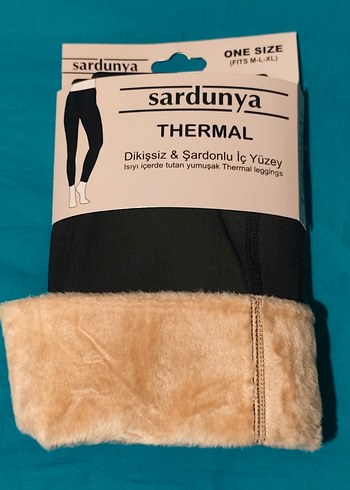 sardunya
ONE SIZE
(FITS M-L-XL)
sardunya
THERMAL
Dikişsiz & Şardonlu İç Yüzey
Isıyı içerde tutan yumuşak Thermal leggings